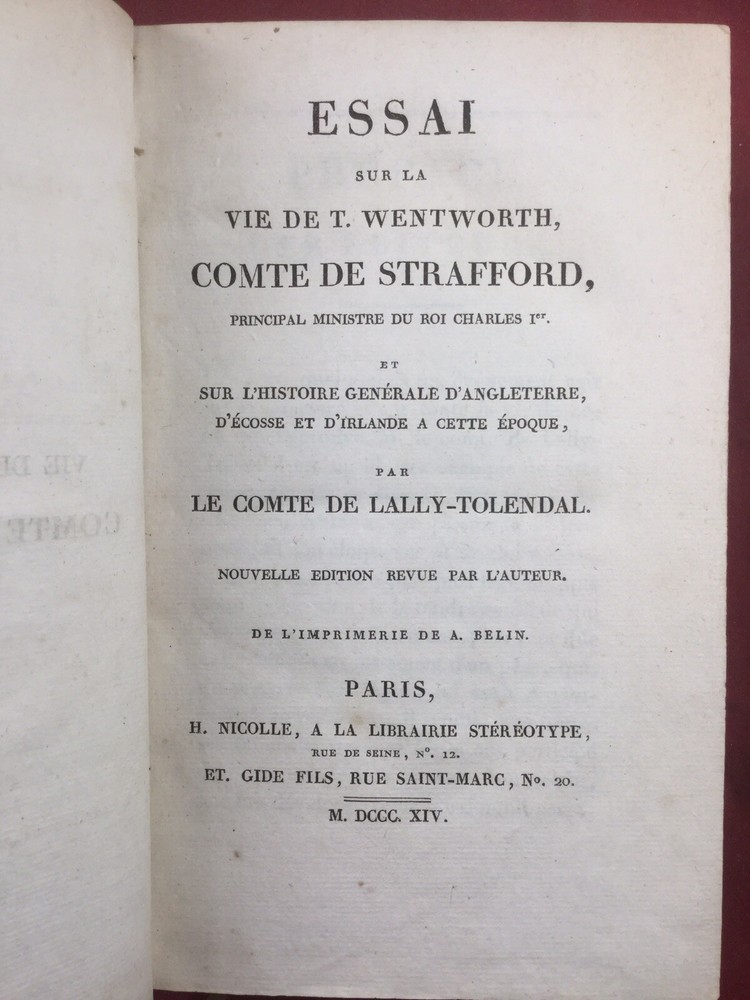 ESSAI
SUR LA
VIE DE T. WENTWORTH,
COMTE DE STRAFFORD,
PRINCIPAL MINISTRE DU ROI CHARLES Ier.
ET
SUR L'HISTOIRE GENÉRALE D'ANGLETERRE,
D'ÉCOSSE ET D'IRLANDE A CETTE ÉPOQUE,
PAR
LE COMTE DE LALLY-TOLENDAL.
NOUVELLE EDITION REVUE PAR L'AUTEUR.
DE L'IMPRIMERIE DE A. BELIN.
PARIS,
H. NICOLLE, A LA LIBRAIRIE STÉRÉOTYPE,
RUE DE SEINE, No. 12.
ET. GIDE FILS, RUE SAINT-MARC, No. 20.
M. DCCC. XIV.